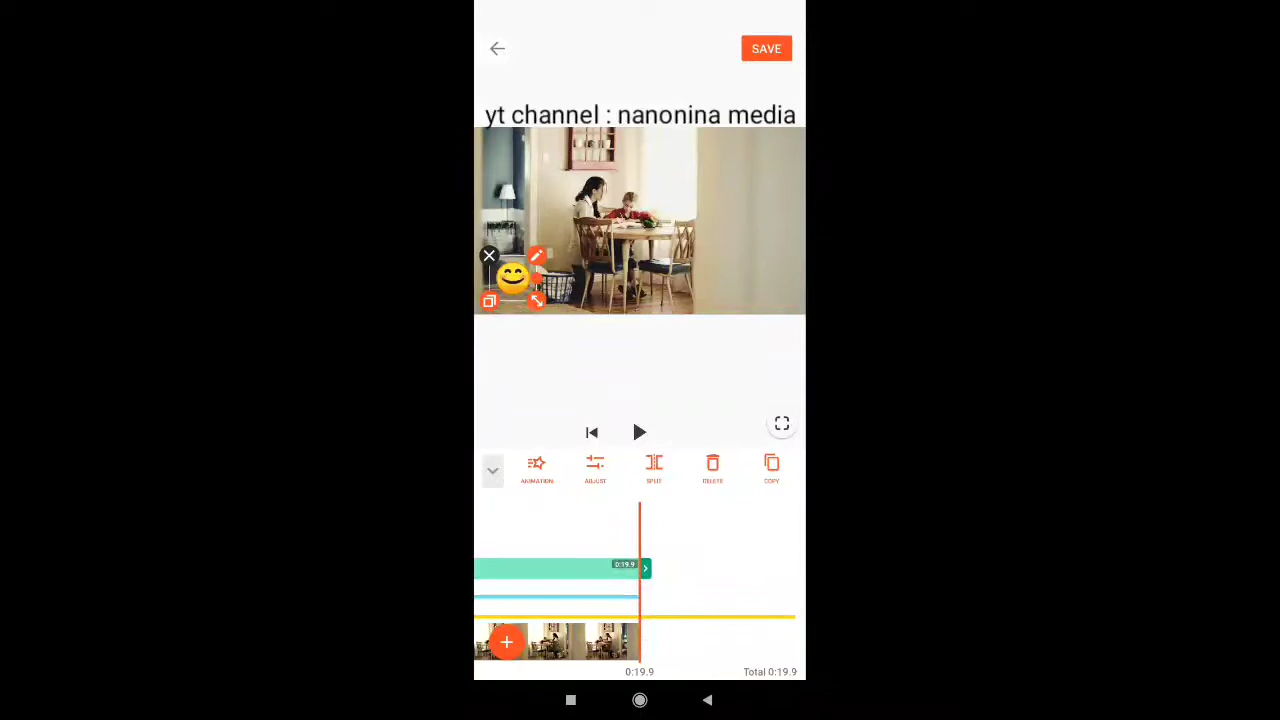 SAVE
yt channel : nanonina media
ANIMATION
ADJUST
SPLIT
DELETE
COPY
0:19.9
0:19.9
Total 0:19.9